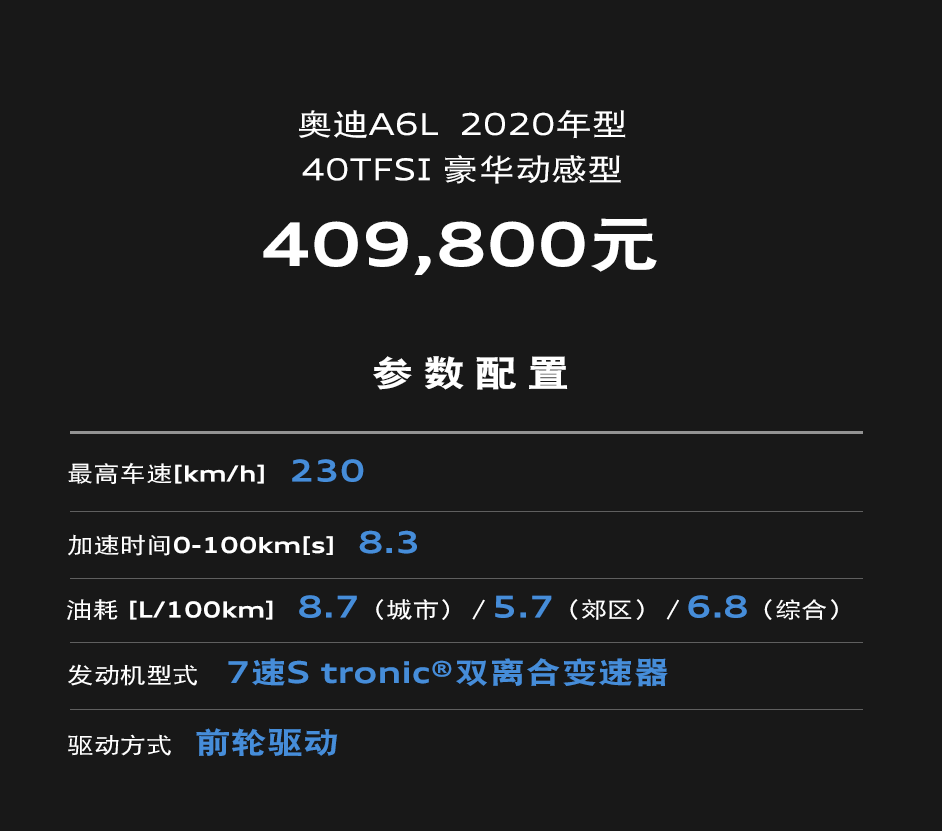 奥迪A6L 2020年型
40TFSI 豪华动感型
409,800元
参数配置
最高车速[km/h] 230
加速时间0-100km[s] 8.3
油耗 [L/100km] 8.7（城市）/ 5.7（郊区）/ 6.8（综合）
发动机型式 7速S tronic®双离合变速器
驱动方式 前轮驱动